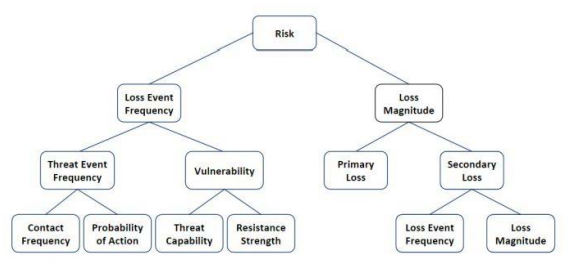 Risk
Loss Event
Frequency
Loss
Magnitude
Threat Event
Frequency
Vulnerability
Primary
Loss
Secondary
Loss
Contact
Frequency
Probability
of Action
Threat
Capability
Resistance
Strength
Loss Event
Frequency
Loss
Magnitude